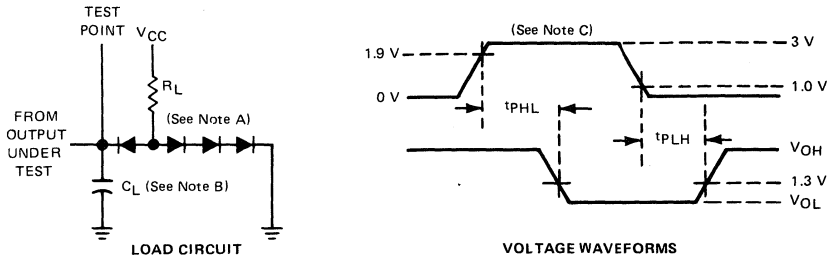 TEST
POINT
VCC
RL
(See Note A)
FROM
OUTPUT
UNDER
TEST
CL (See Note B)
LOAD CIRCUIT
(See Note C)
1.9 V
3 V
0 V
1.0 V
tPHL
tPLH
VOH
1.3 V
VOL
VOLTAGE WAVEFORMS